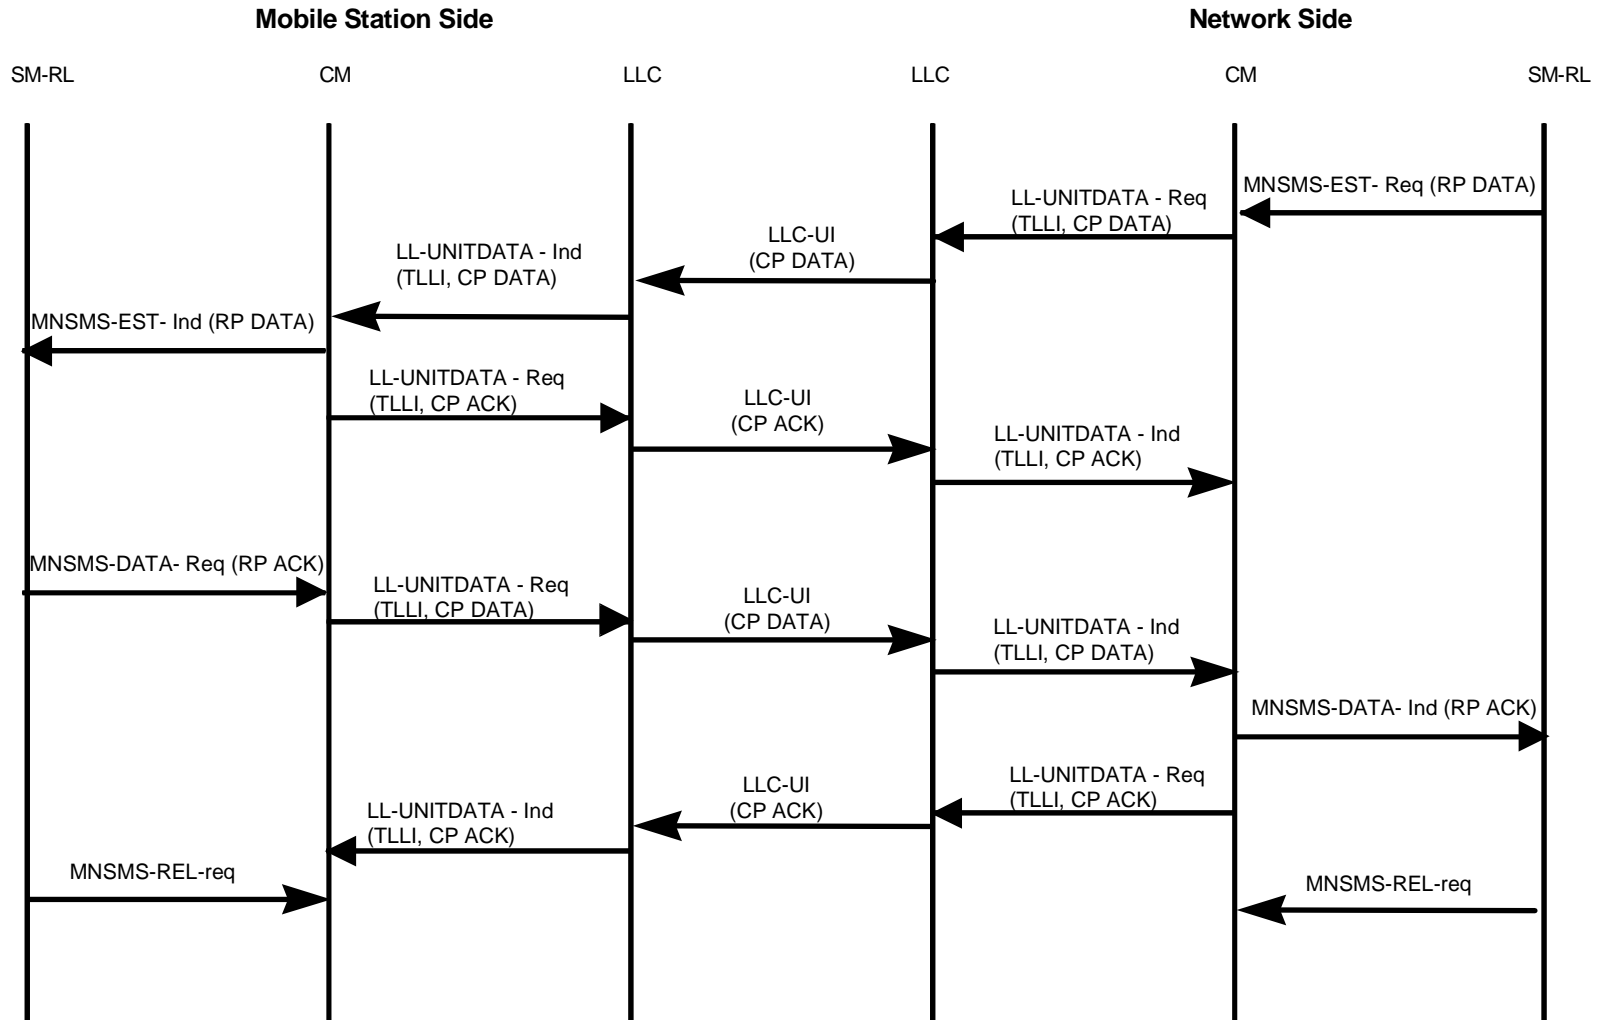 Mobile Station Side
Network Side
SM-RL
CM
LLC
LLC
CM
SM-RL
MNSMS-EST- Req (RP DATA)
LL-UNITDATA - Req
(TLLI, CP DATA)
LLC-UI
(CP DATA)
LL-UNITDATA - Ind
(TLLI, CP DATA)
MNSMS-EST- Ind (RP DATA)
LL-UNITDATA - Req
(TLLI, CP ACK)
LLC-UI
(CP ACK)
LL-UNITDATA - Ind
(TLLI, CP ACK)
MNSMS-DATA- Req (RP ACK)
LL-UNITDATA - Req
(TLLI, CP DATA)
LLC-UI
(CP DATA)
LL-UNITDATA - Ind
(TLLI, CP DATA)
MNSMS-DATA- Ind (RP ACK)
LL-UNITDATA - Req
(TLLI, CP ACK)
LLC-UI
(CP ACK)
LL-UNITDATA - Ind
(TLLI, CP ACK)
MNSMS-REL-req
MNSMS-REL-req